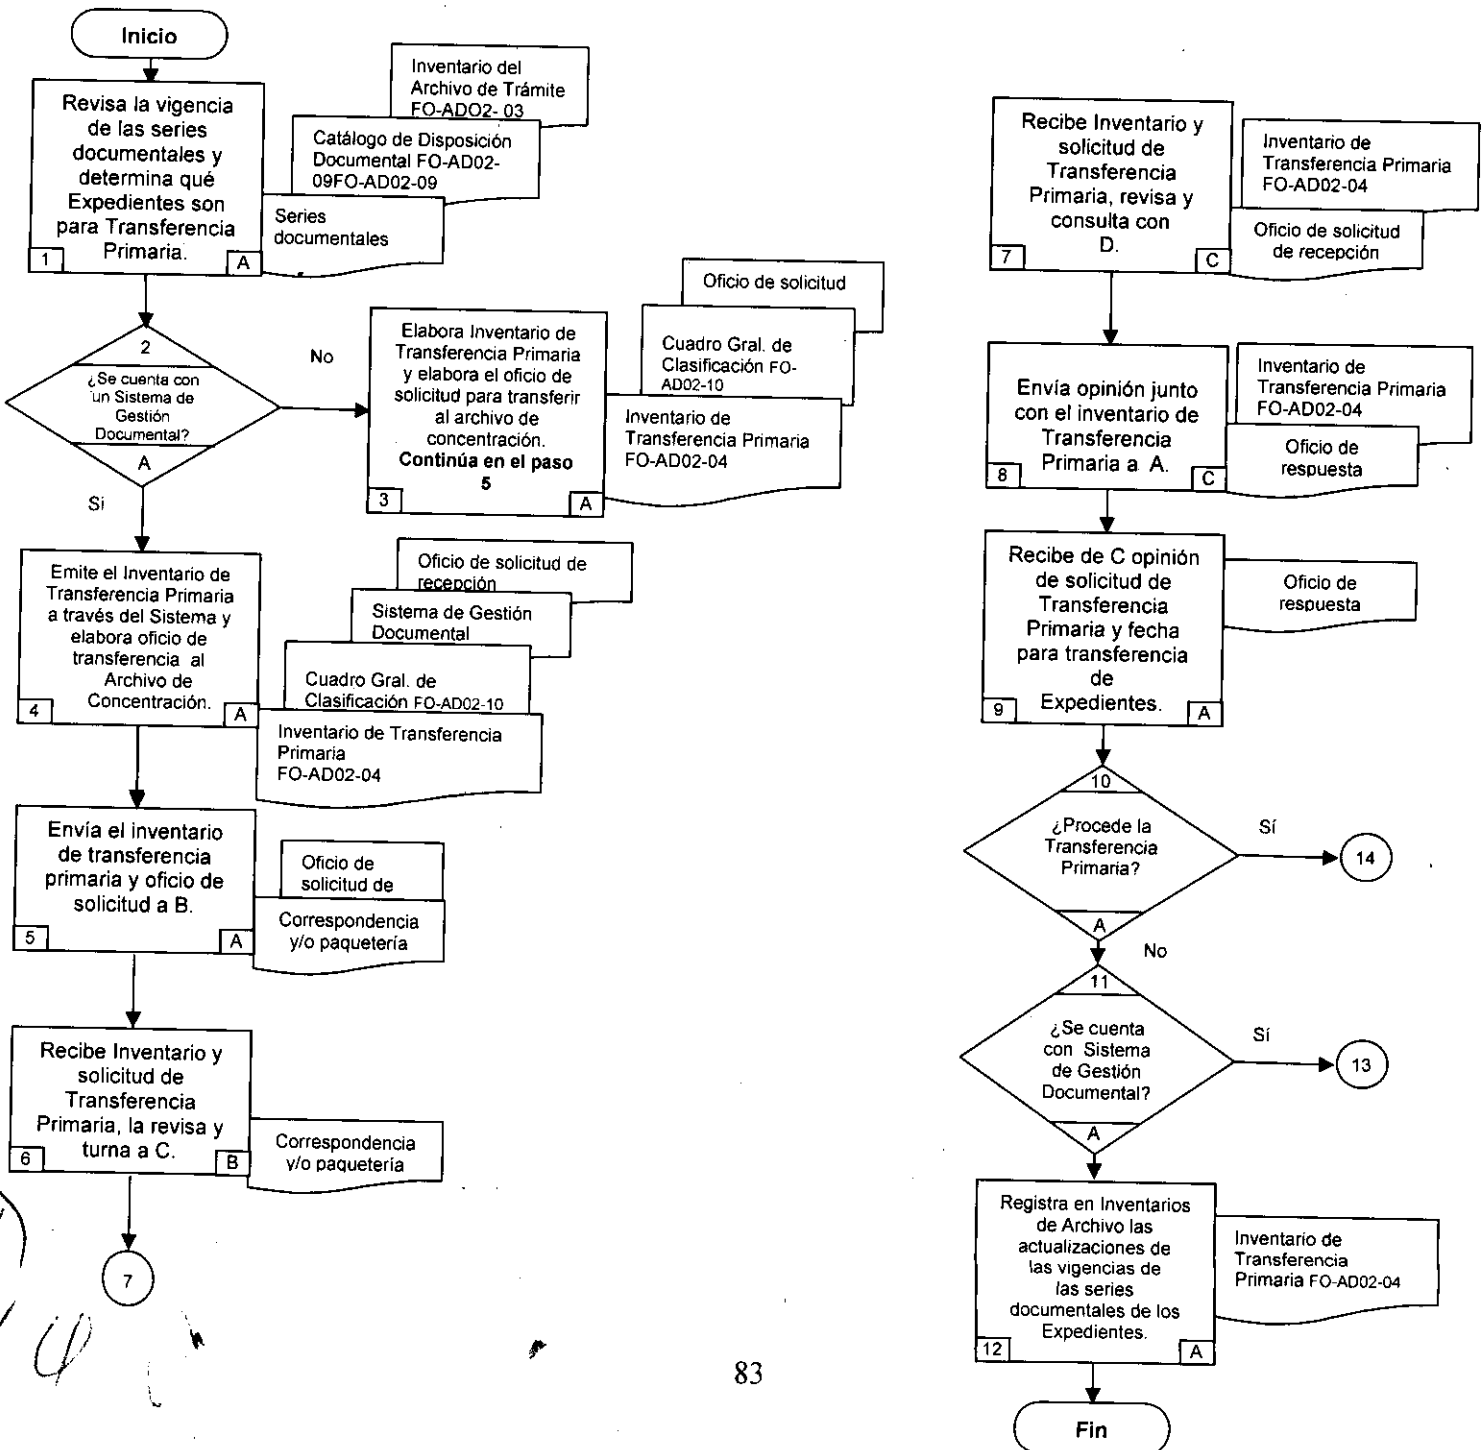 Inicio
Revisa la vigencia
de las series
documentales y
determina qué
Expedientes son
para Transferencia
Primaria.
1
A
Inventario del
Archivo de Trámite
FO-ADO2- 03
Catálogo de Disposición
Documental FO-AD02-
09FO-AD02-09
Series
documentales
2
¿Se cuenta con
un Sistema de
Gestión
Documental?
A
No
Si
Elabora Inventario de
Transferencia Primaria
y elabora el oficio de
solicitud para transferir
al archivo de
concentración.
Continúa en el paso
5
3
A
Oficio de solicitud
Cuadro Gral. de
Clasificación FO-
AD02-10
Inventario de
Transferencia Primaria
FO-AD02-04
Emite el Inventario de
Transferencia Primaria
a través del Sistema y
elabora oficio de
transferencia al
Archivo de
Concentración.
4
A
Oficio de solicitud de
recepción
Sistema de Gestión
Documental
Cuadro Gral. de
Clasificación FO-AD02-10
Inventario de Transferencia
Primaria
FO-AD02-04
Envía el inventario
de transferencia
primaria y oficio de
solicitud a B.
5
A
Oficio de
solicitud de
Correspondencia
y/o paquetería
Recibe Inventario y
solicitud de
Transferencia
Primaria, la revisa y
turna a C.
6
B
Correspondencia
y/o paquetería
7
Recibe Inventario y
solicitud de
Transferencia
Primaria, revisa y
consulta con
D.
7
C
Inventario de
Transferencia Primaria
FO-AD02-04
Oficio de solicitud
de recepción
Envía opinión junto
con el inventario de
Transferencia
Primaria a A.
8
C
Inventario de
Transferencia Primaria
FO-AD02-04
Oficio de
respuesta
Recibe de C opinión
de solicitud de
Transferencia
Primaria y fecha
para transferencia
de
Expedientes.
9
A
Oficio de
respuesta
10
¿Procede la
Transferencia
Primaria?
A
Sí
14
No
11
¿Se cuenta
con Sistema
de Gestión
Documental?
A
Sí
13
Registra en Inventarios
de Archivo las
actualizaciones de
las vigencias de
las series
documentales de los
Expedientes.
12
A
Inventario de
Transferencia
Primaria FO-AD02-04
Fin
83